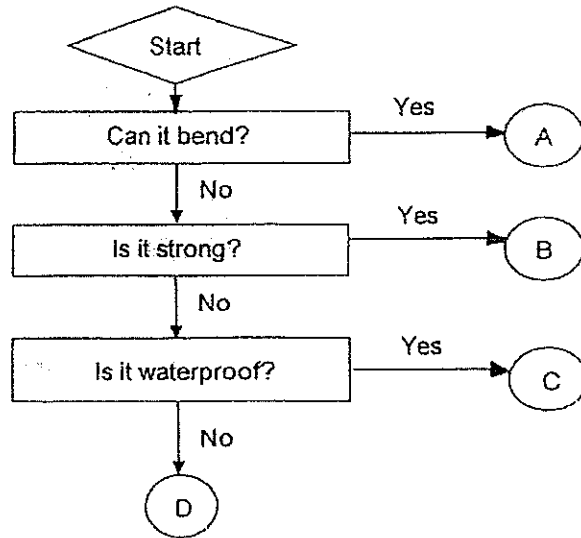 Start
Can it bend?
Yes
A
No
Is it strong?
Yes
B
No
Is it waterproof?
Yes
C
No
D